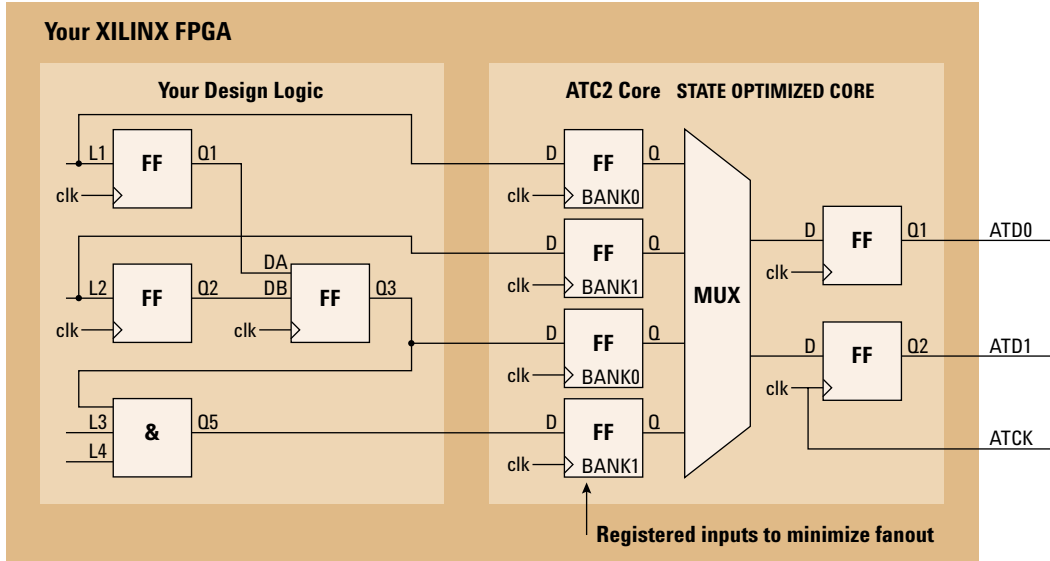 Your XILINX FPGA
Your Design Logic
L1
FF
Q1
clk
L2
FF
Q2
clk
DA
DB
FF
Q3
clk
L3
L4
&
Q5
ATC2 Core STATE OPTIMIZED CORE
D
FF
Q
clk
BANK0
D
FF
Q
clk
BANK1
D
FF
Q
clk
BANK0
D
FF
Q
clk
BANK1
MUX
D
FF
Q1
clk
D
FF
Q2
clk
ATD0
ATD1
ATCK
Registered inputs to minimize fanout